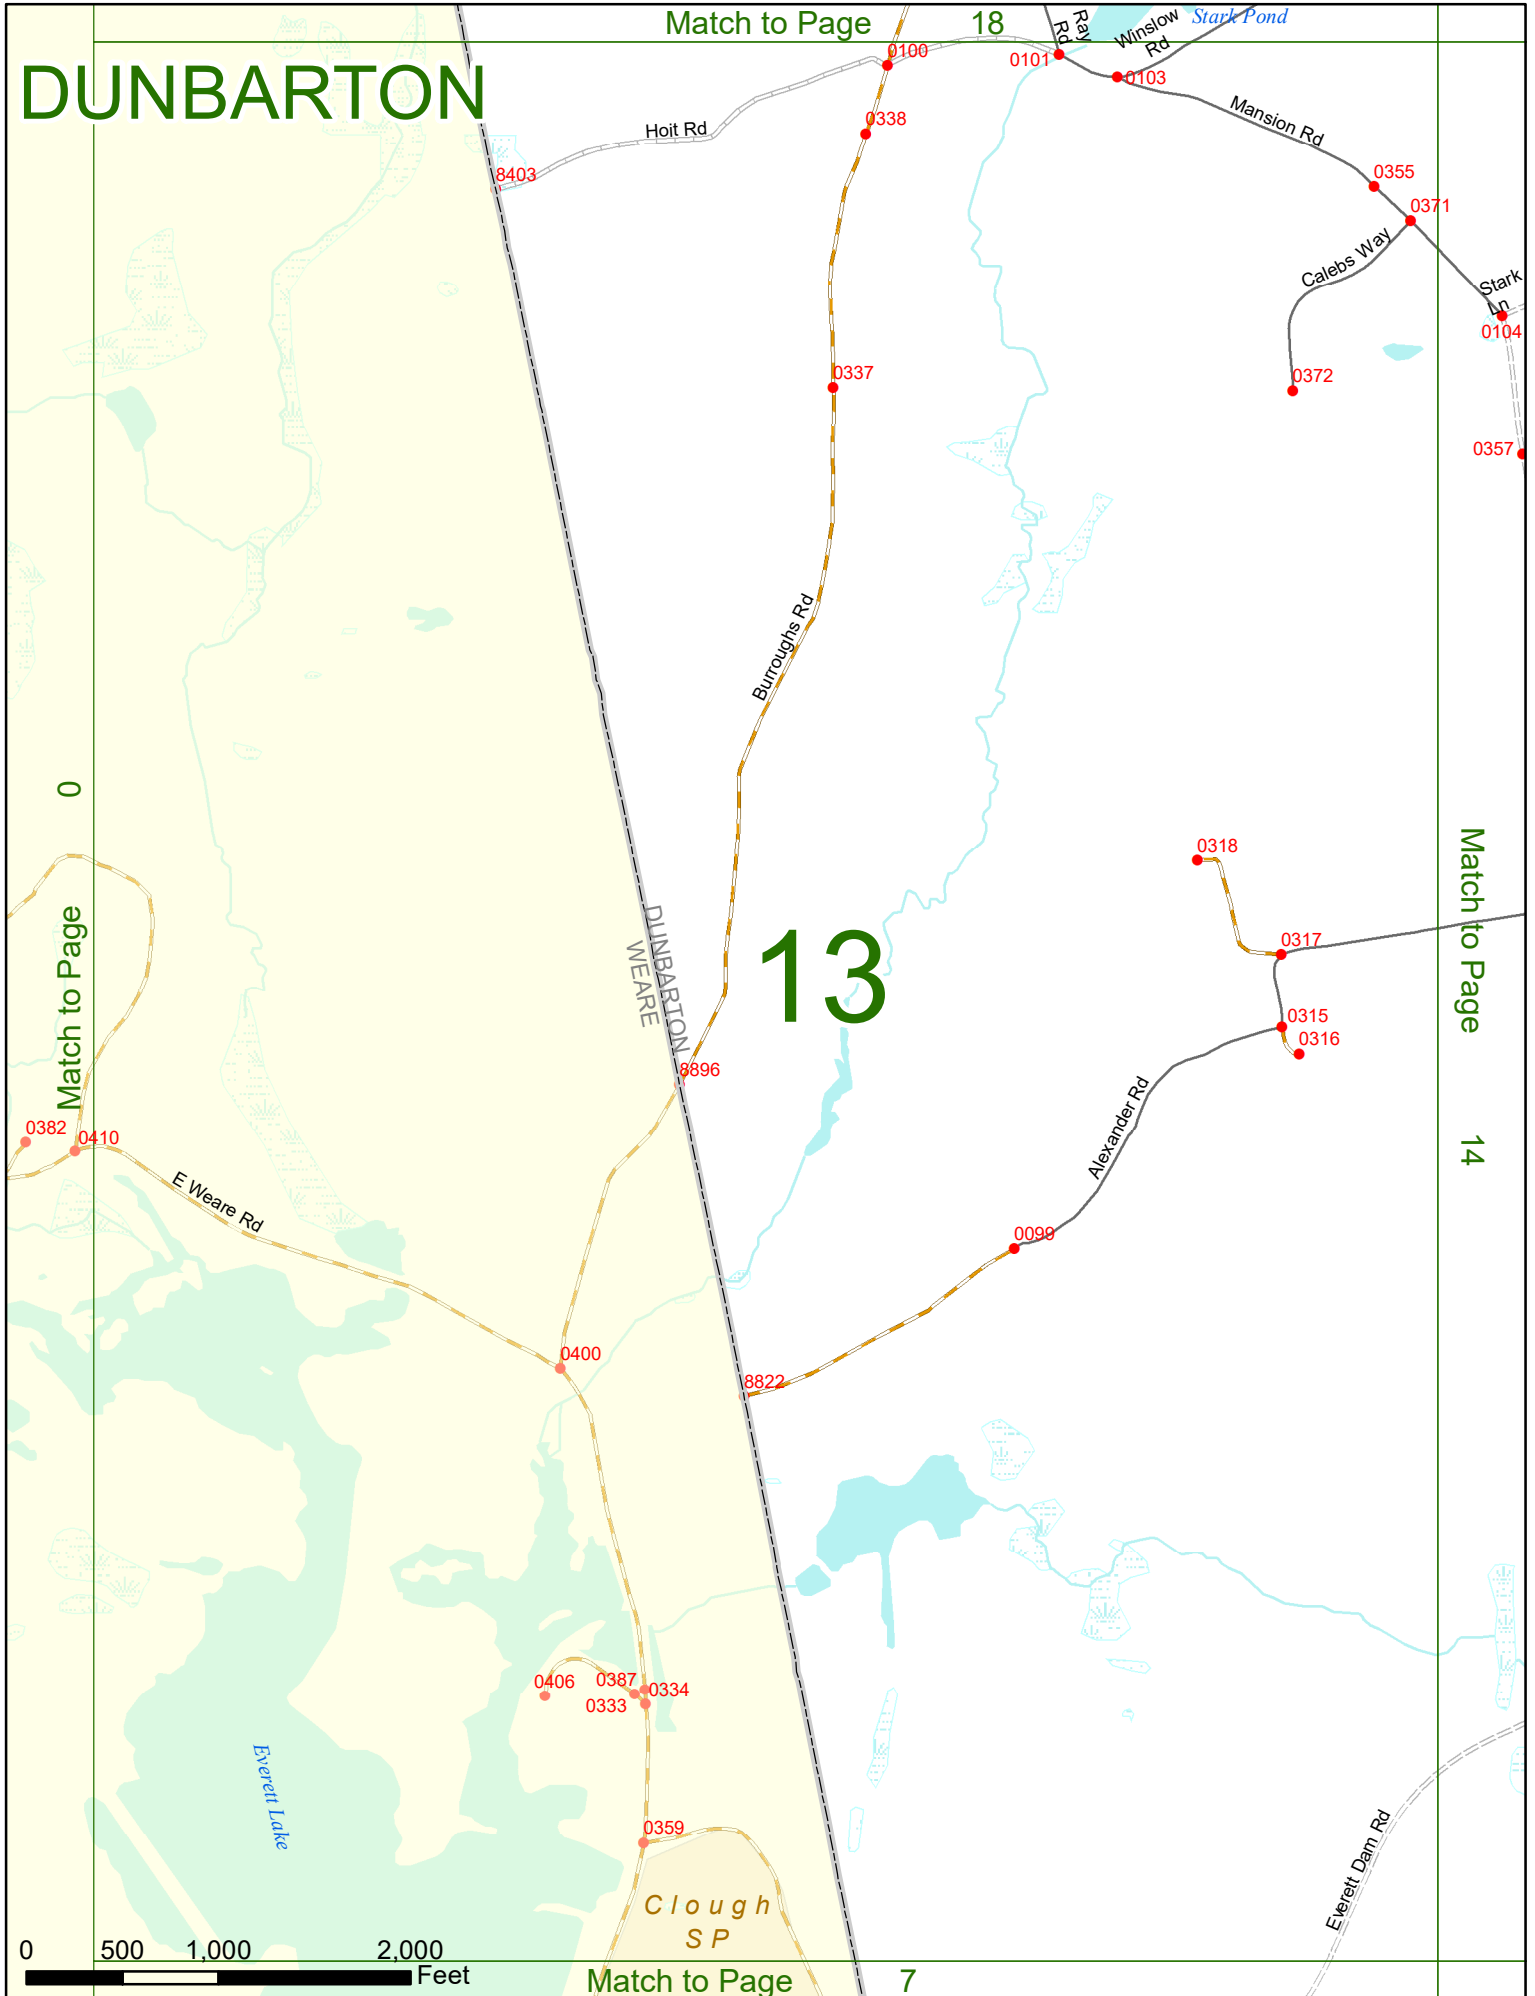 Match to Page 18
Stark Pond
DUNBARTON
Ray
Rd
Winslow
Rd
0100
0101
0103
0338
Hoit Rd
Mansion Rd
8403
0355
0371
Calebs Way
Stark
Ln
0104
0337
0372
0357
Burroughs Rd
Match to Page 0
Match to Page 14
0318
0317
13
DUNBARTON
WEARE
0315
0316
8896
Alexander Rd
0382
0410
E Weare Rd
0099
0400
8822
0406
0387
0334
0333
Everett Lake
0359
Everett Dam Rd
Clough
SP
0 500 1,000 2,000
Feet
Match to Page 7